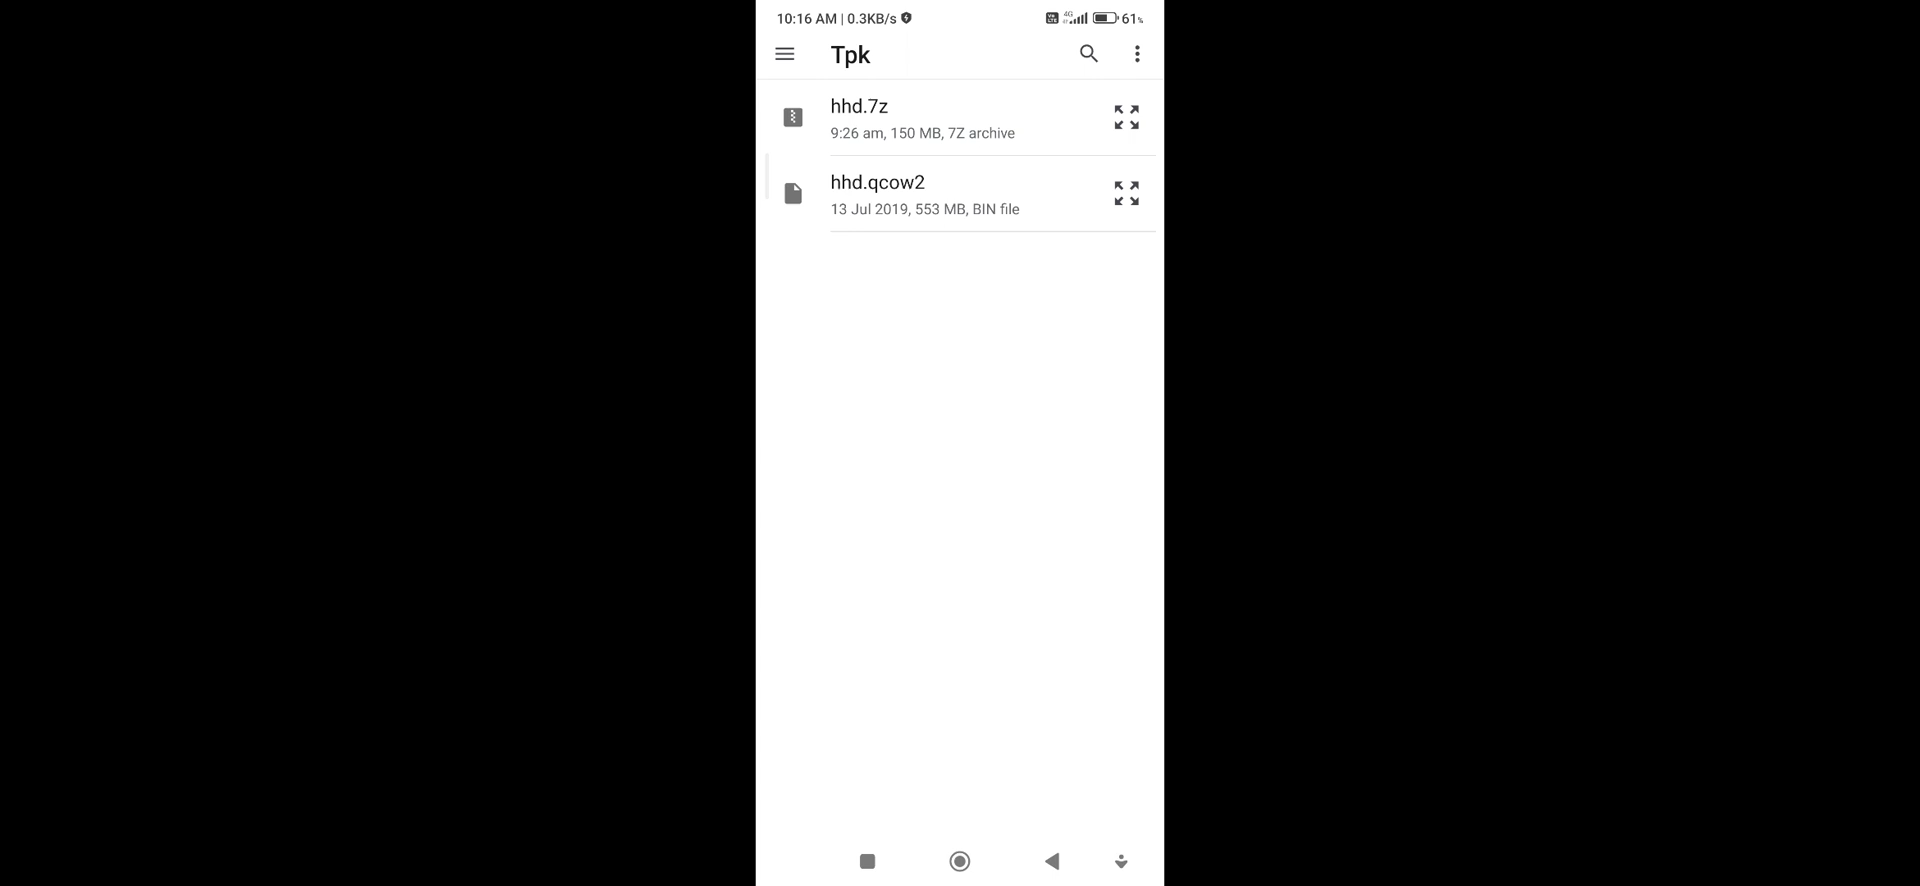 10:16 AM | 0.3KB/s 4G 61%
Tpk
hhd.7z
9:26 am, 150 MB, 7Z archive
hhd.qcow2
13 Jul 2019, 553 MB, BIN file